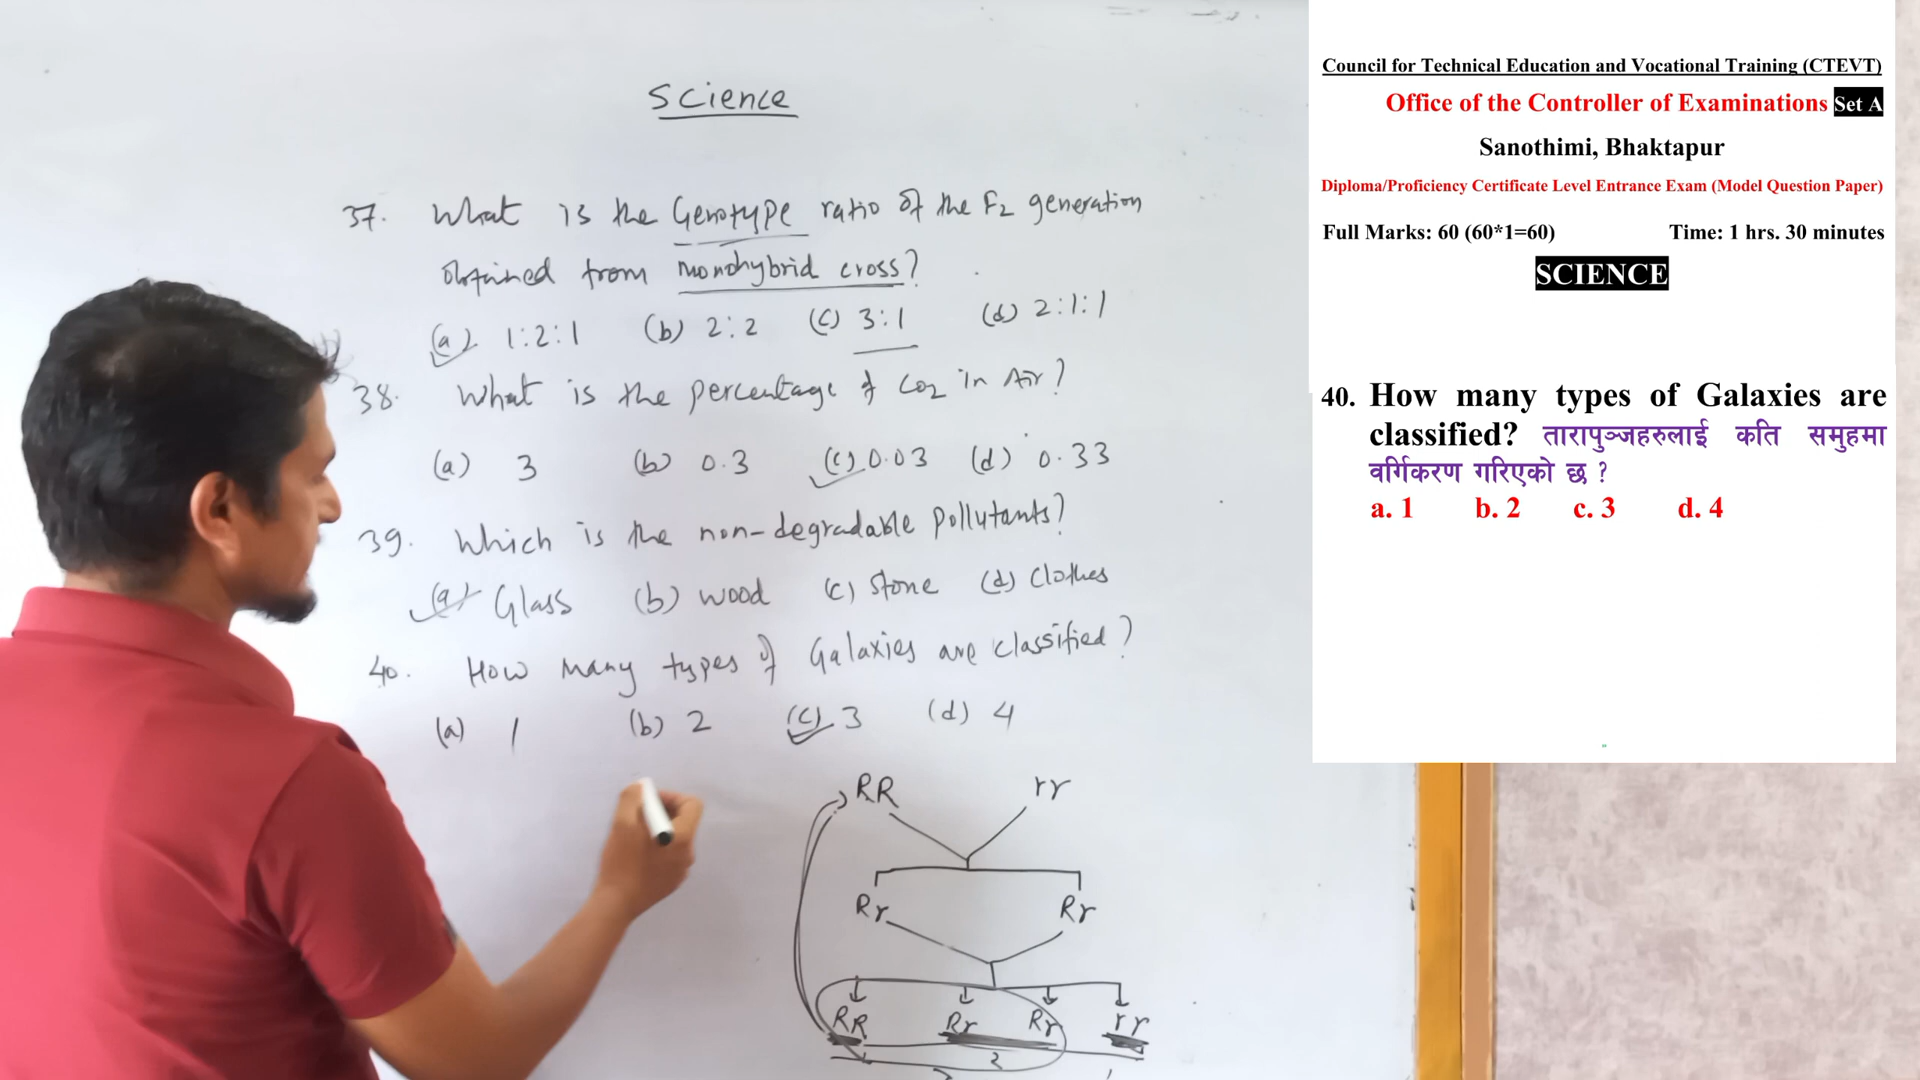 Science
37. What is the Genotype ratio of the F2 generation
obtained from monohybrid cross?
(a) 1:2:1 (b) 2:2 (c) 3:1 (d) 2:1:1
38. What is the percentage of CO2 in Air?
(a) 3 (b) 0.3 (c) 0.03 (d) 0.33
39. Which is the non-degradable pollutants?
(a) Glass (b) wood (c) stone (d) clothes
40. How many types of Galaxies are classified?
(a) 1 (b) 2 (c) 3 (d) 4
RR rr
Rr Rr
RR Rr Rr rr
2
Council for Technical Education and Vocational Training (CTEVT)
Office of the Controller of Examinations Set A
Sanothimi, Bhaktapur
Diploma/Proficiency Certificate Level Entrance Exam (Model Question Paper)
Full Marks: 60 (60*1=60) Time: 1 hrs. 30 minutes
SCIENCE
40. How many types of Galaxies are
classified? तारापुञ्जहरुलाई कति समुहमा
वर्गिकरण गरिएको छ ?
a. 1 b. 2 c. 3 d. 4